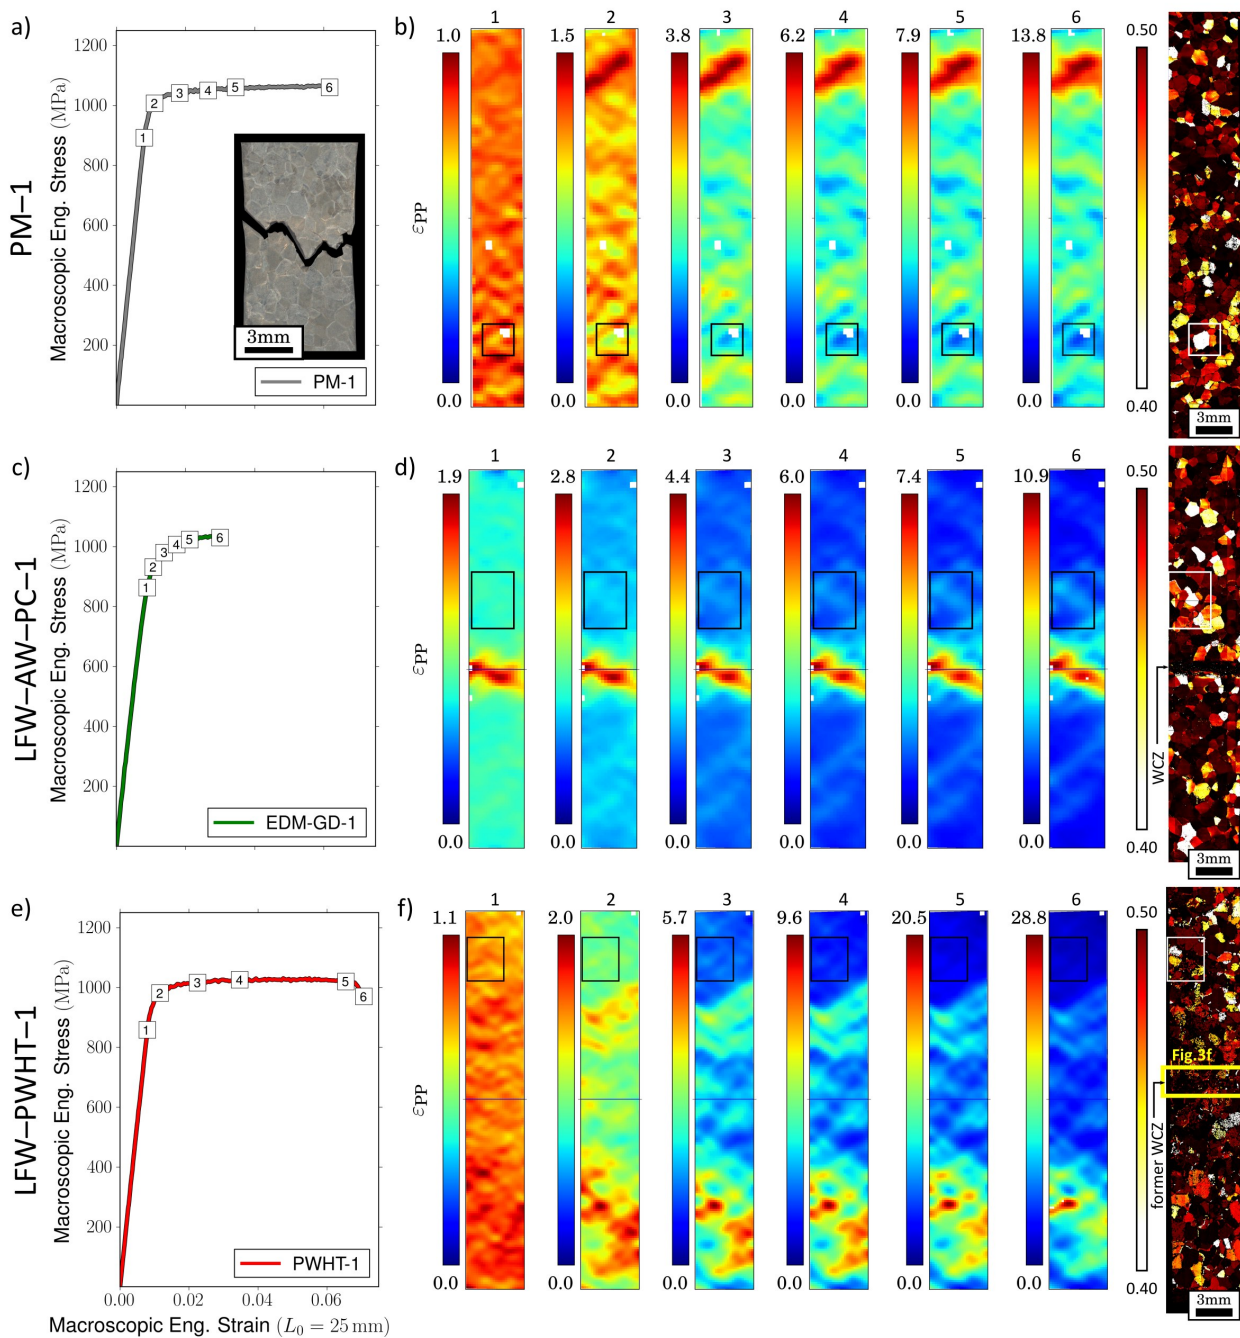 a)
PM–1
Macroscopic Eng. Stress (MPa)
1200
1000
800
600
400
200
1
2
3
4
5
6
3mm
PM-1
b)
εPP
1 2 3 4 5 6
1.0 1.5 3.8 6.2 7.9 13.8
0.0 0.0 0.0 0.0 0.0 0.0
0.50
0.40
3mm
c)
LFW–AW–PC–1
Macroscopic Eng. Stress (MPa)
1200
1000
800
600
400
200
1
2
3
4
5
6
EDM-GD-1
d)
εPP
1 2 3 4 5 6
1.9 2.8 4.4 6.0 7.4 10.9
0.0 0.0 0.0 0.0 0.0 0.0
0.50
0.40
WCZ
3mm
e)
LFW–PWHT–1
Macroscopic Eng. Stress (MPa)
1200
1000
800
600
400
200
1
2
3
4
5
6
PWHT-1
0.00 0.02 0.04 0.06
Macroscopic Eng. Strain (L0 = 25 mm)
f)
εPP
1 2 3 4 5 6
1.1 2.0 5.7 9.6 20.5 28.8
0.0 0.0 0.0 0.0 0.0 0.0
0.50
0.40
Fig.3f
former WCZ
3mm